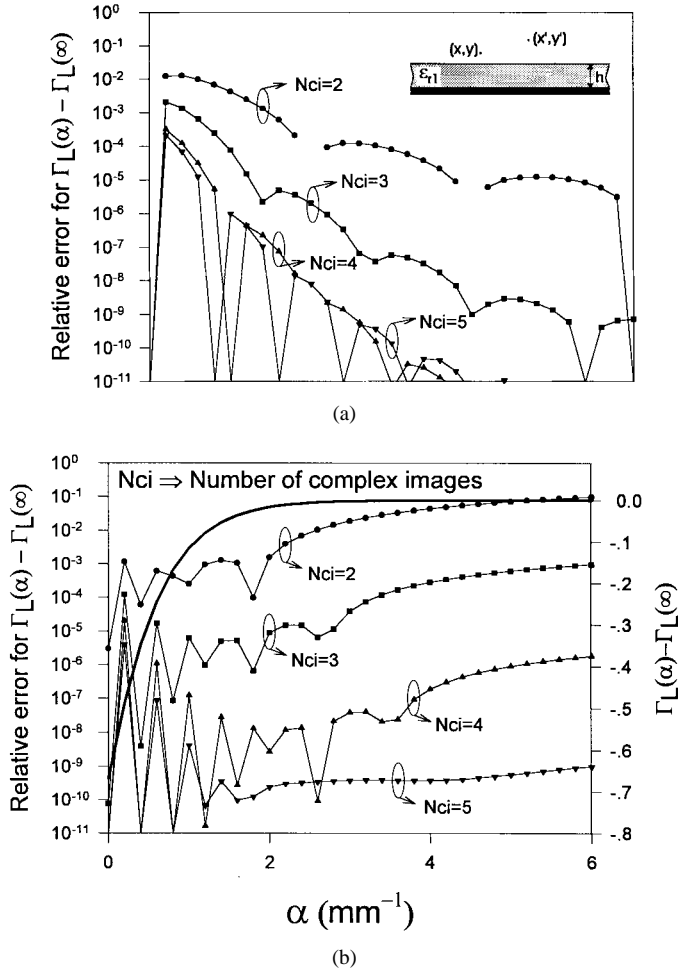 10⁰
10⁻¹
10⁻²
10⁻³
10⁻⁴
10⁻⁵
10⁻⁶
10⁻⁷
10⁻⁸
10⁻⁹
10⁻¹⁰
10⁻¹¹
Relative error for Γ_L(α) − Γ_L(∞)
(x,y)
(x',y')
ε_r1
h
Nci=2
Nci=3
Nci=4
Nci=5
(a)
10⁰
10⁻¹
10⁻²
10⁻³
10⁻⁴
10⁻⁵
10⁻⁶
10⁻⁷
10⁻⁸
10⁻⁹
10⁻¹⁰
10⁻¹¹
Relative error for Γ_L(α) − Γ_L(∞)
Nci ⇒ Number of complex images
Nci=2
Nci=3
Nci=4
Nci=5
0.0
-.1
-.2
-.3
-.4
-.5
-.6
-.7
-.8
Γ_L(α)−Γ_L(∞)
0 2 4 6
α (mm⁻¹)
(b)